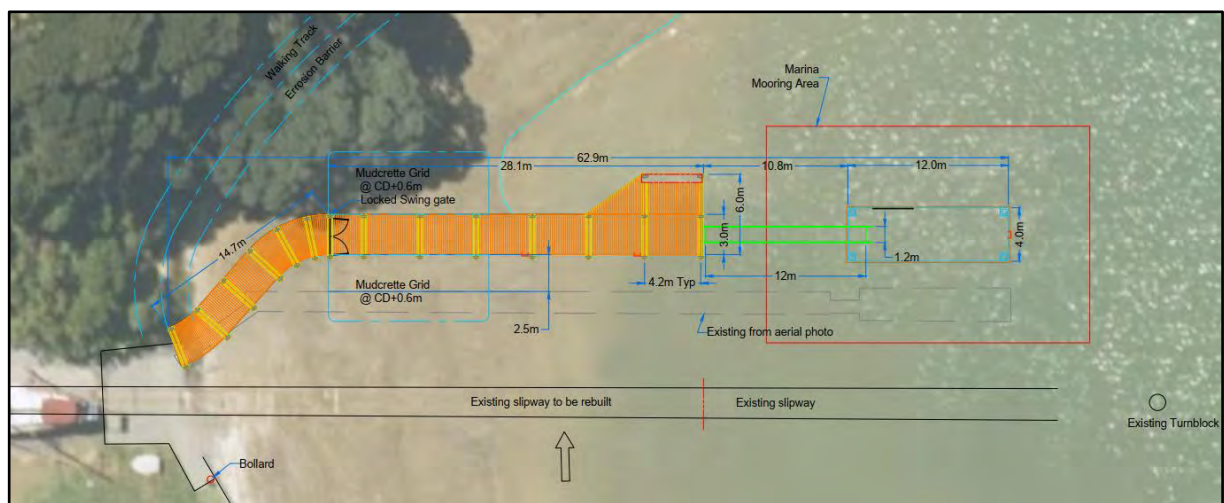 Walking Track
Errosion Barrier
Marina
Mooring Area
62.9m
28.1m
10.8m
12.0m
Mudcrette Grid
@ CD+0.6m
Locked Swing gate
14.7m
6.0m
3.0m
4.0m
1.2m
12m
4.2m Typ
Mudcrette Grid
@ CD+0.6m
2.5m
Existing from aerial photo
Existing slipway to be rebuilt
Existing slipway
Existing Turnblock
Bollard